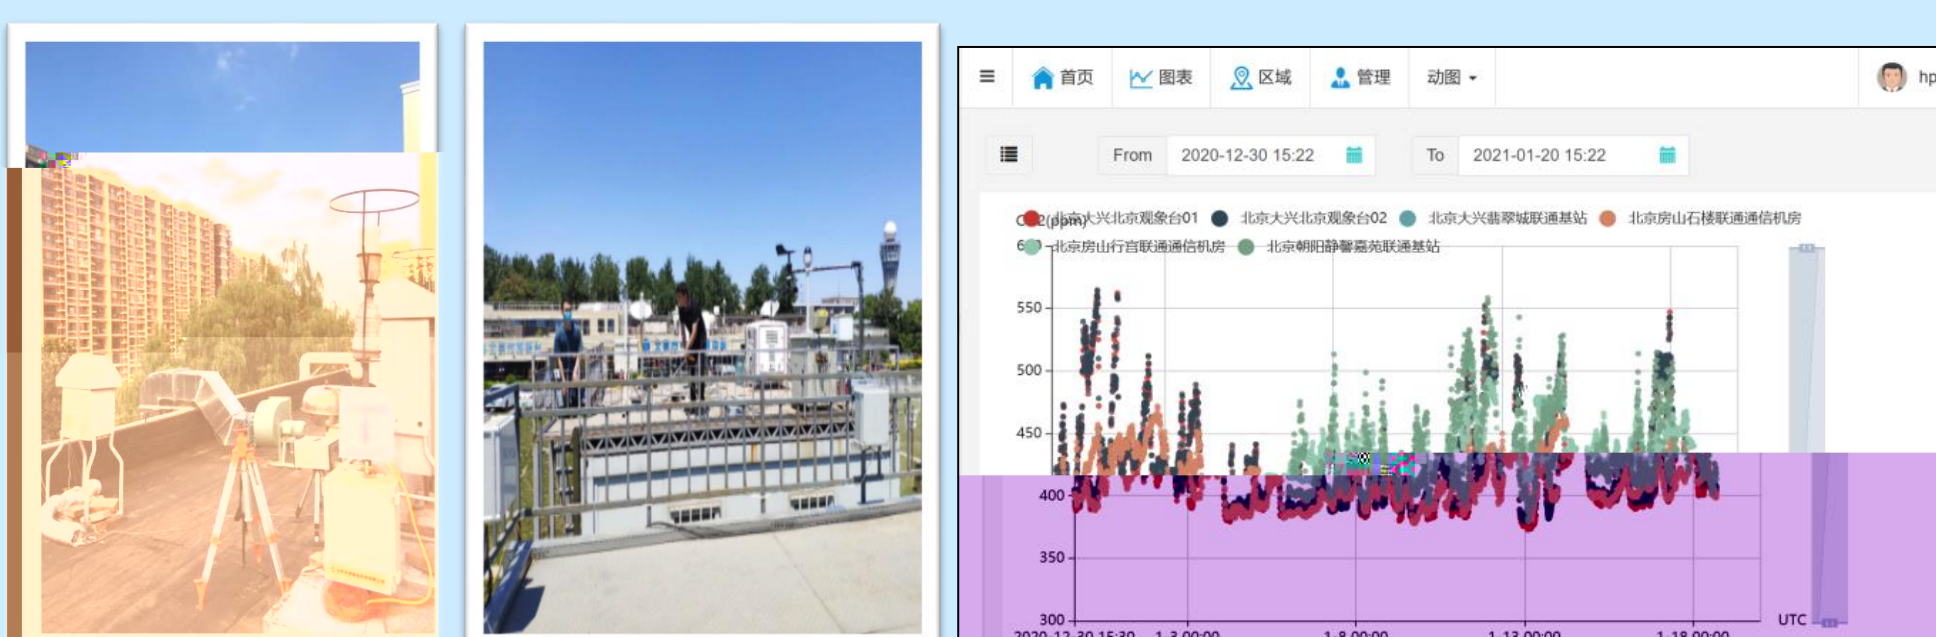 首页 图表 区域 管理 动图 hp
From 2020-12-30 15:22 To 2021-01-20 15:22
北京大兴北京观象台01 北京大兴北京观象台02 北京大兴翡翠城联通基站 北京房山石楼联通通信机房
北京房山行宫联通通信机房 北京朝阳静馨嘉苑联通基站
550
500
450
400
350
300 UTC
2020-12-30 15:30 1-3 00:00 1-8 00:00 1-13 00:00 1-18 00:00